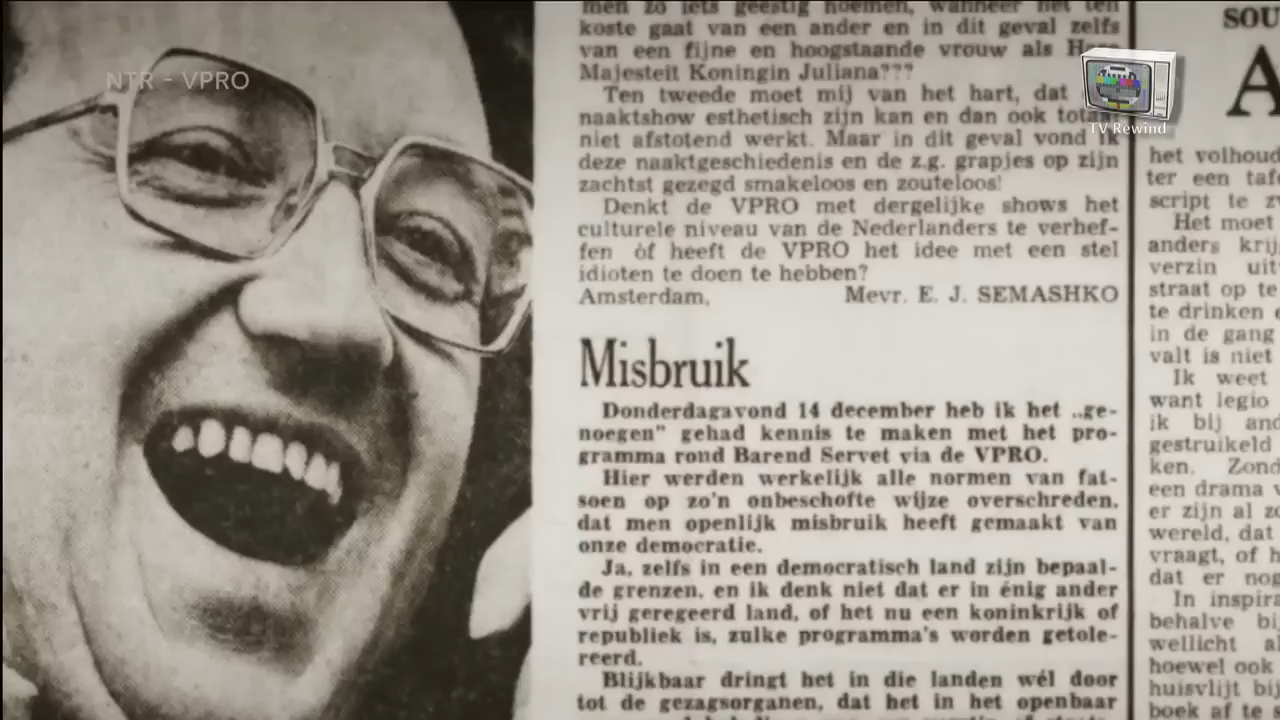 NTR - VPRO
men zo iets geestig noemen, wanneer het ten
koste gaat van een ander en in dit geval zelfs
van een fijne en hoogstaande vrouw als
Majesteit Koningin Juliana???
Ten tweede moet mij van het hart, dat
naaktshow esthetisch zijn kan en dan ook
niet afstotend werkt. Maar in dit geval vond ik
deze naaktgeschiedenis en de z.g. grapjes op zijn
zachtst gezegd smakeloos en zouteloos!
Denkt de VPRO met dergelijke shows het
culturele niveau van de Nederlanders te verhef-
fen òf heeft de VPRO het idee met een stel
idioten te doen te hebben?
Amsterdam, Mevr. E. J. SEMASHKO
Misbruik
Donderdagavond 14 december heb ik het „ge-
noegen" gehad kennis te maken met het pro-
gramma rond Barend Servet via de VPRO.
Hier werden werkelijk alle normen van fat-
soen op zo'n onbeschofte wijze overschreden,
dat men openlijk misbruik heeft gemaakt van
onze democratie.
Ja, zelfs in een democratisch land zijn bepaal-
de grenzen, en ik denk niet dat er in énig ander
vrij geregeerd land, of het nu een koninkrijk of
republiek is, zulke programma's worden getole-
reerd.
Blijkbaar dringt het in die landen wél door
tot de gezagsorganen, dat het in het openbaar
TV Rewind
SOU
A
het volhoud
ter een taf
script te z
Het moet
anders krij
verzin uit
straat op te
te drinken
in de gang
valt is niet
Ik weet
want legio
ik bij and
gestruikeld
ken. Zond
een drama v
er zijn al zo
wereld, dat
vraagt, of h
dat er nog
In inspira
behalve bij
wellicht al
hoewel ook
huisvlijt bij
boek af te s